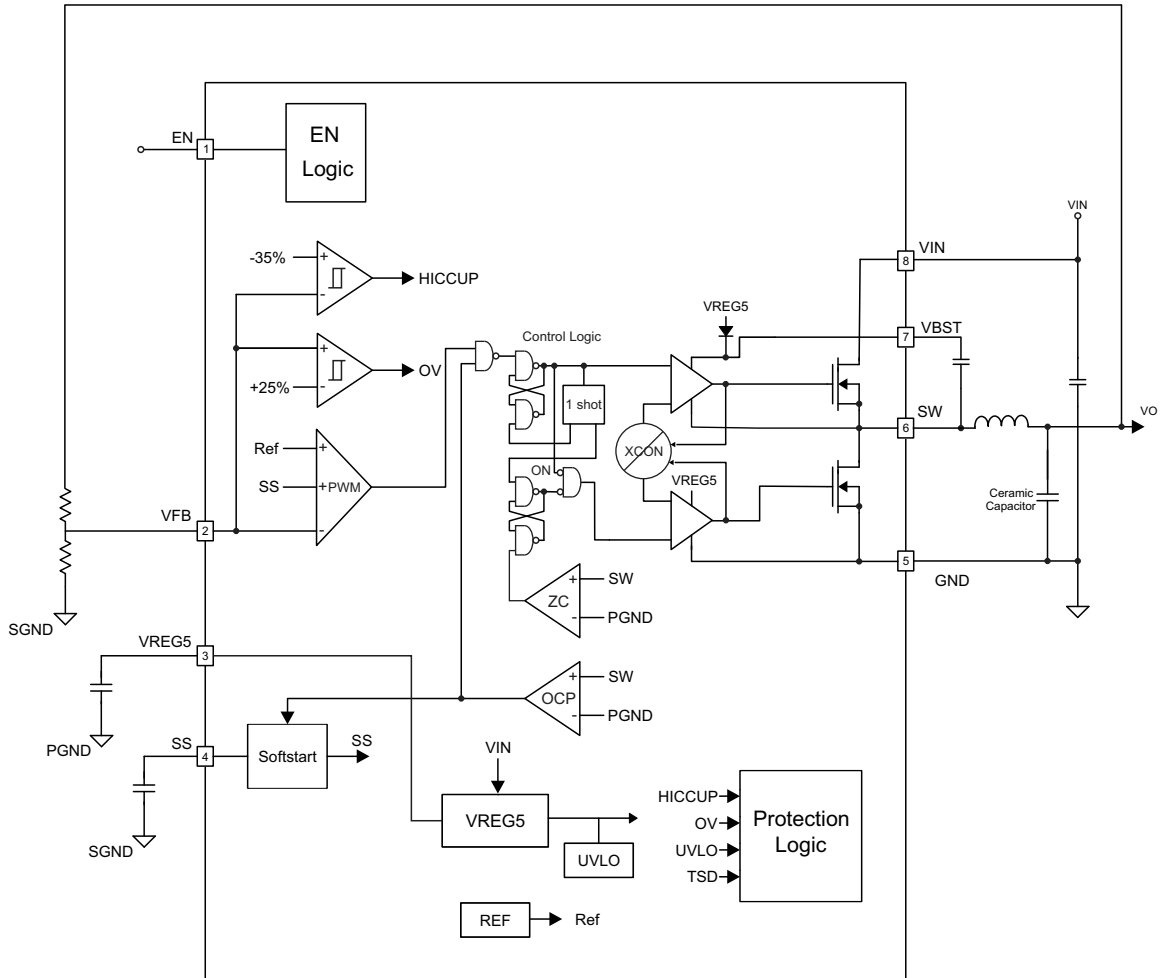 EN
1
EN
Logic
-35%
+
-
HICCUP
+
+25%
-
OV
Ref
+
SS
+
PWM
-
VFB
2
SGND
Control Logic
1 shot
ON
XCON
VREG5
VREG5
VIN
8
VIN
VBST
7
SW
6
VO
Ceramic
Capacitor
5
GND
ZC
+
SW
-
PGND
OCP
+
SW
-
PGND
VREG5
3
PGND
SS
4
Softstart
SS
SGND
VIN
VREG5
UVLO
REF
Ref
HICCUP
OV
UVLO
TSD
Protection
Logic